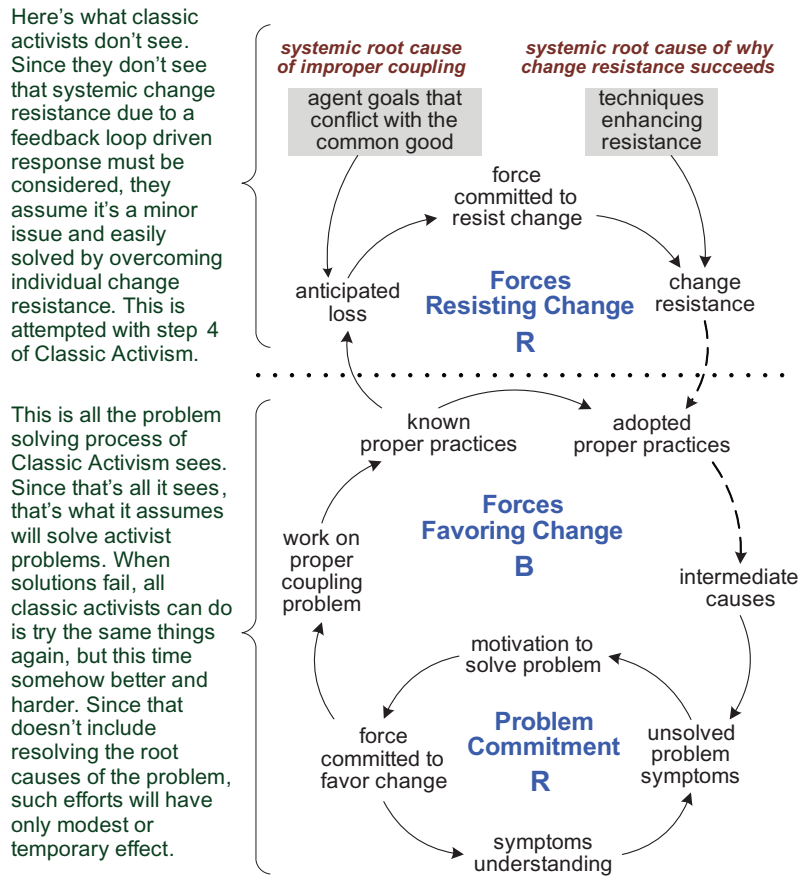 Here's what classic
activists don't see.
Since they don't see
that systemic change
resistance due to a
feedback loop driven
response must be
considered, they
assume it's a minor
issue and easily
solved by overcoming
individual change
resistance. This is
attempted with step 4
of Classic Activism.
systemic root cause
of improper coupling
systemic root cause of why
change resistance succeeds
agent goals that
conflict with the
common good
techniques
enhancing
resistance
force
committed to
resist change
anticipated
loss
Forces
Resisting Change
R
change
resistance
This is all the problem
solving process of
Classic Activism sees.
Since that's all it sees,
that's what it assumes
will solve activist
problems. When
solutions fail, all
classic activists can do
is try the same things
again, but this time
somehow better and
harder. Since that
doesn't include
resolving the root
causes of the problem,
such efforts will have
only modest or
temporary effect.
known
proper practices
adopted
proper practices
work on
proper
coupling
problem
Forces
Favoring Change
B
intermediate
causes
motivation to
solve problem
force
committed to
favor change
Problem
Commitment
R
unsolved
problem
symptoms
symptoms
understanding